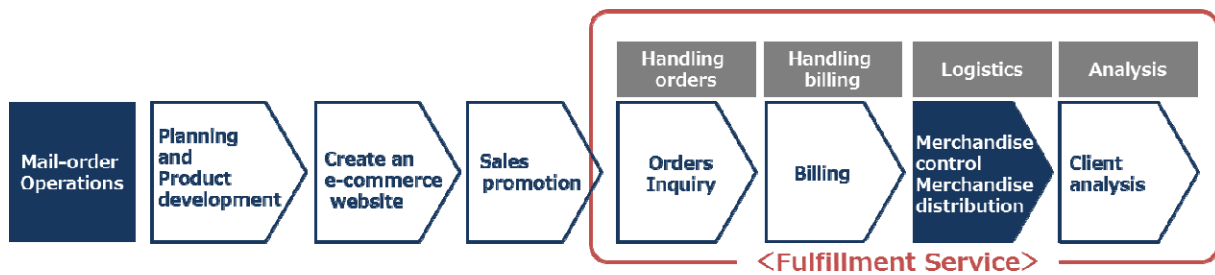 Handling
orders
Handling
billing
Logistics
Analysis
Mail-order
Operations
Planning
and
Product
development
Create an
e-commerce
website
Sales
promotion
Orders
Inquiry
Billing
Merchandise
control
Merchandise
distribution
Client
analysis
<Fulfillment Service>